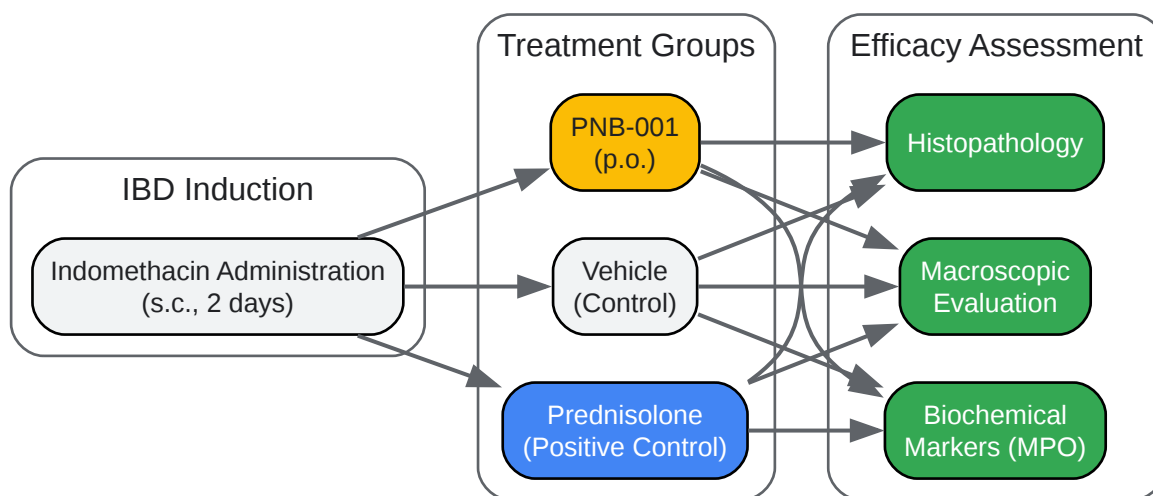 IBD Induction
Indomethacin Administration
(s.c., 2 days)
Treatment Groups
PNB-001
(p.o.)
Vehicle
(Control)
Prednisolone
(Positive Control)
Efficacy Assessment
Histopathology
Macroscopic
Evaluation
Biochemical
Markers (MPO)